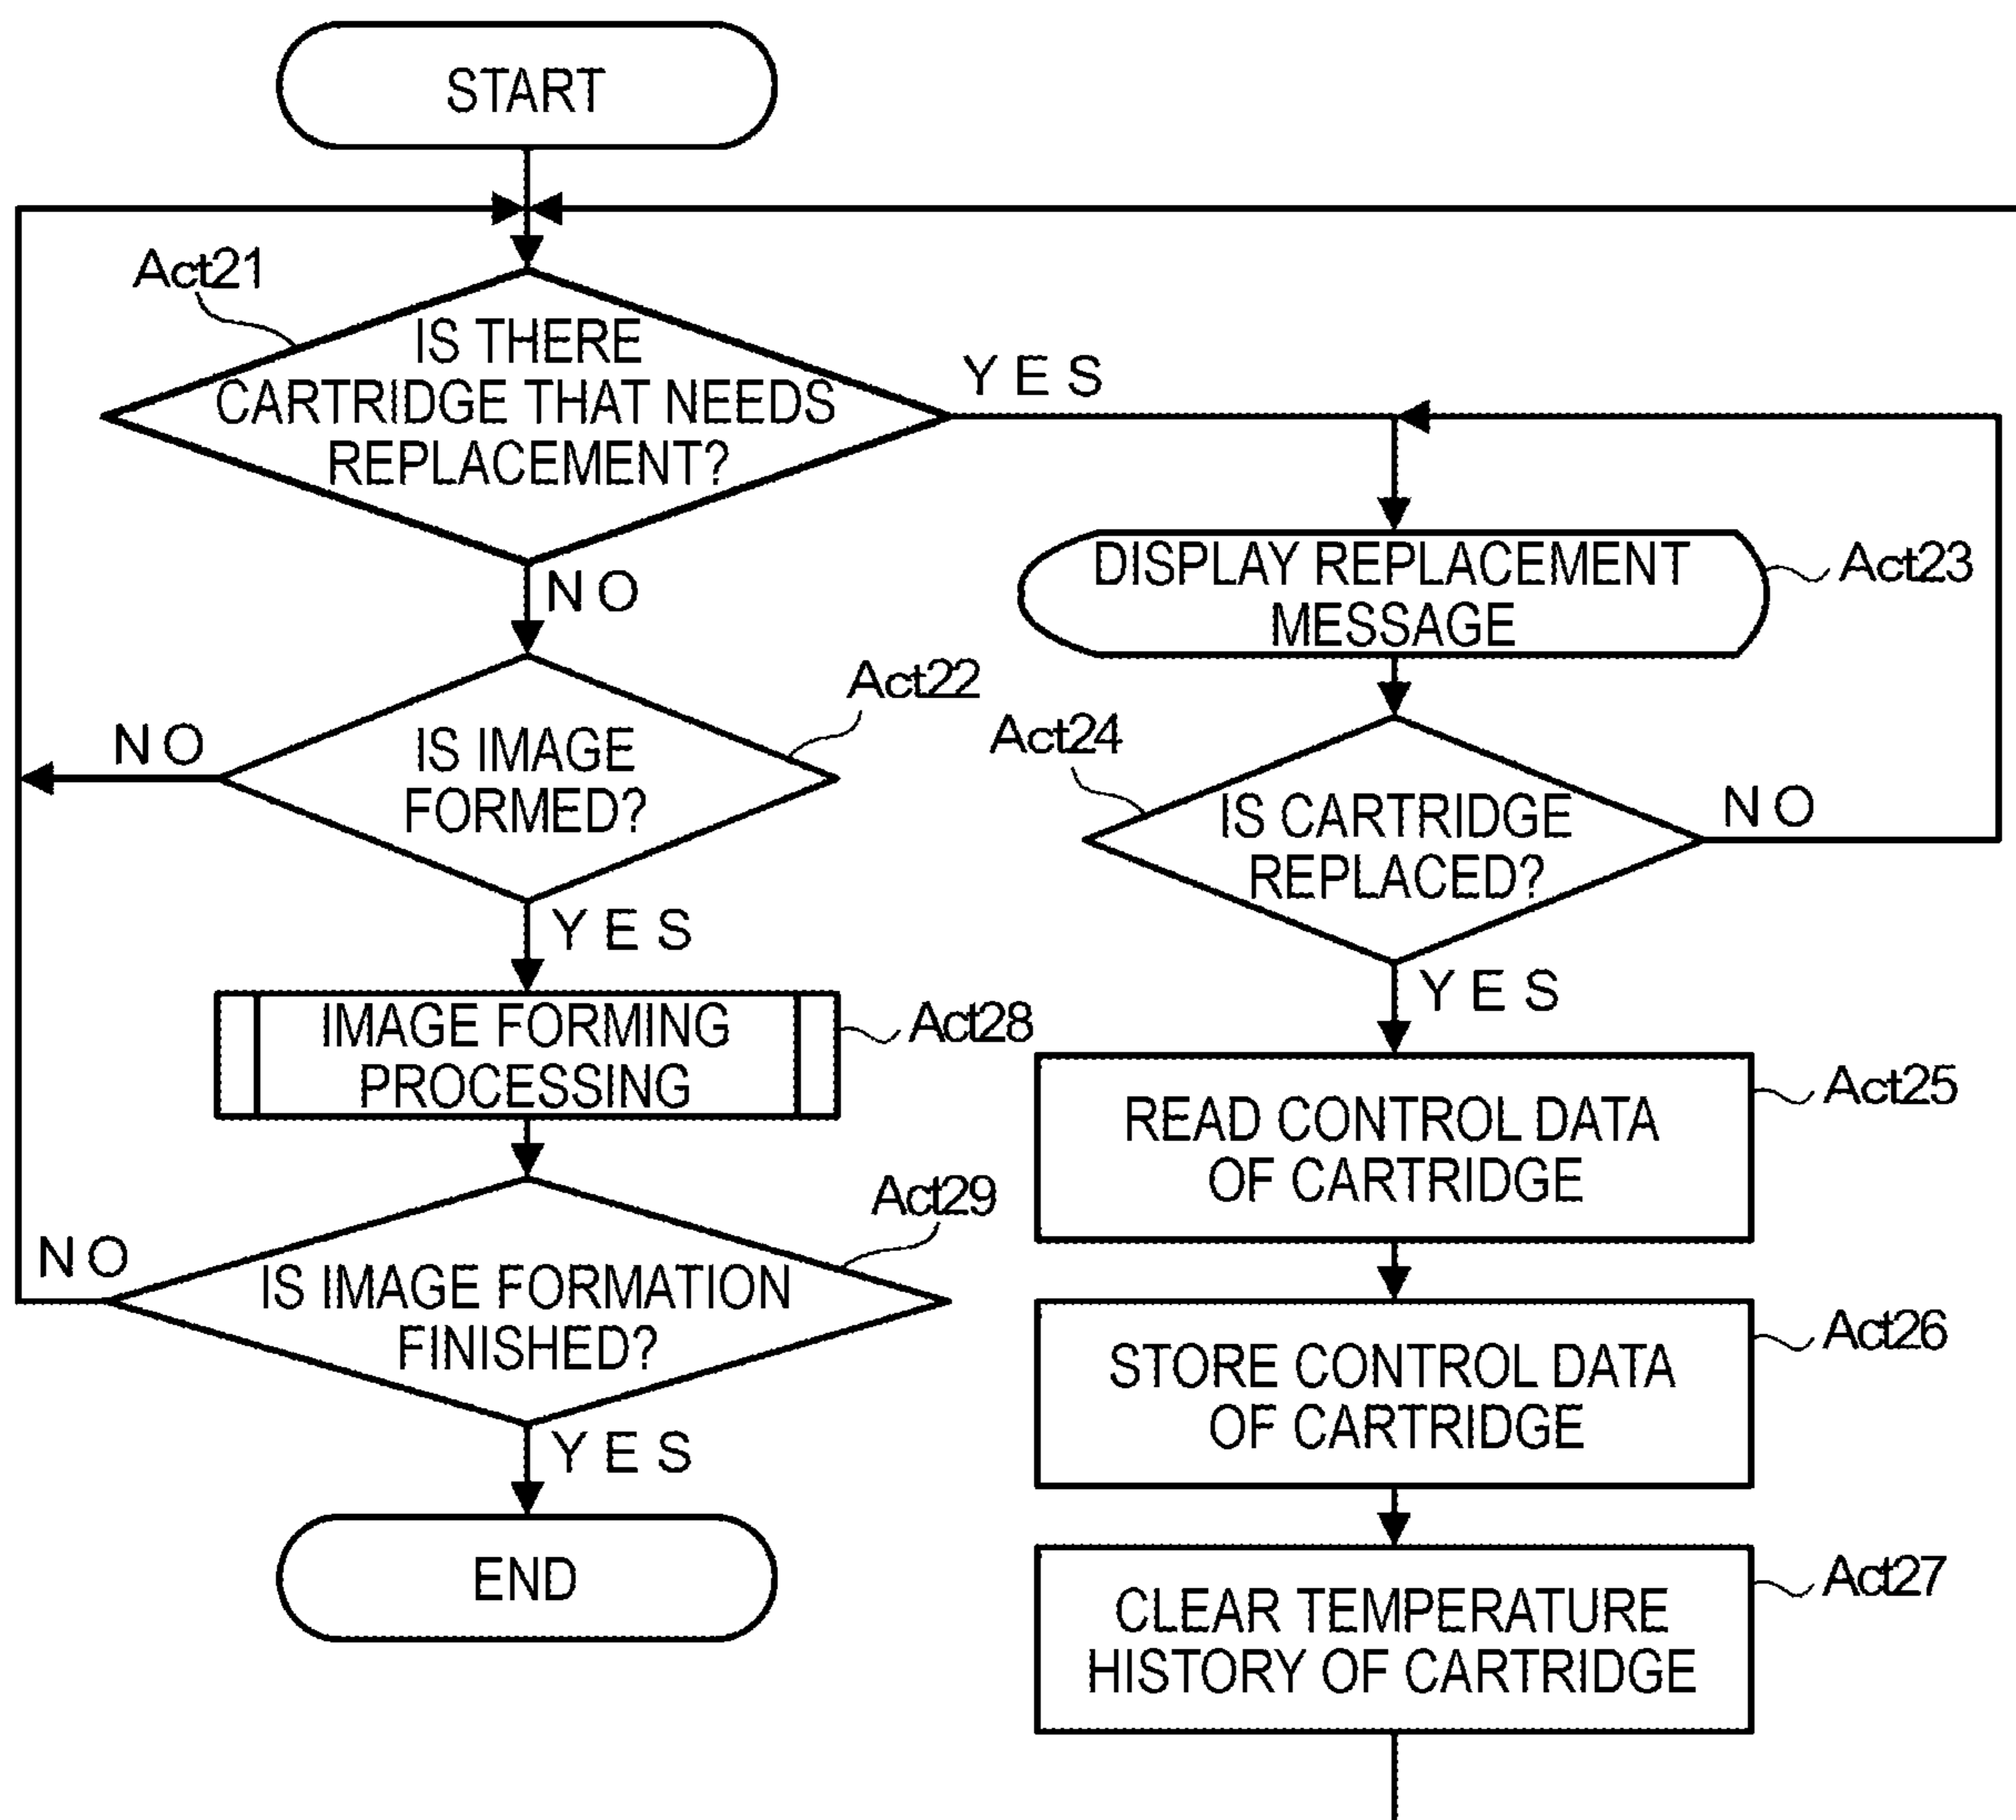 START
Act21
IS THERE
CARTRIDGE THAT NEEDS
REPLACEMENT?
YES
NO
Act22
IS IMAGE
FORMED?
NO
YES
IMAGE FORMING
PROCESSING
Act28
Act29
IS IMAGE FORMATION
FINISHED?
NO
YES
END
DISPLAY REPLACEMENT
MESSAGE
Act23
Act24
IS CARTRIDGE
REPLACED?
NO
YES
READ CONTROL DATA
OF CARTRIDGE
Act25
STORE CONTROL DATA
OF CARTRIDGE
Act26
CLEAR TEMPERATURE
HISTORY OF CARTRIDGE
Act27